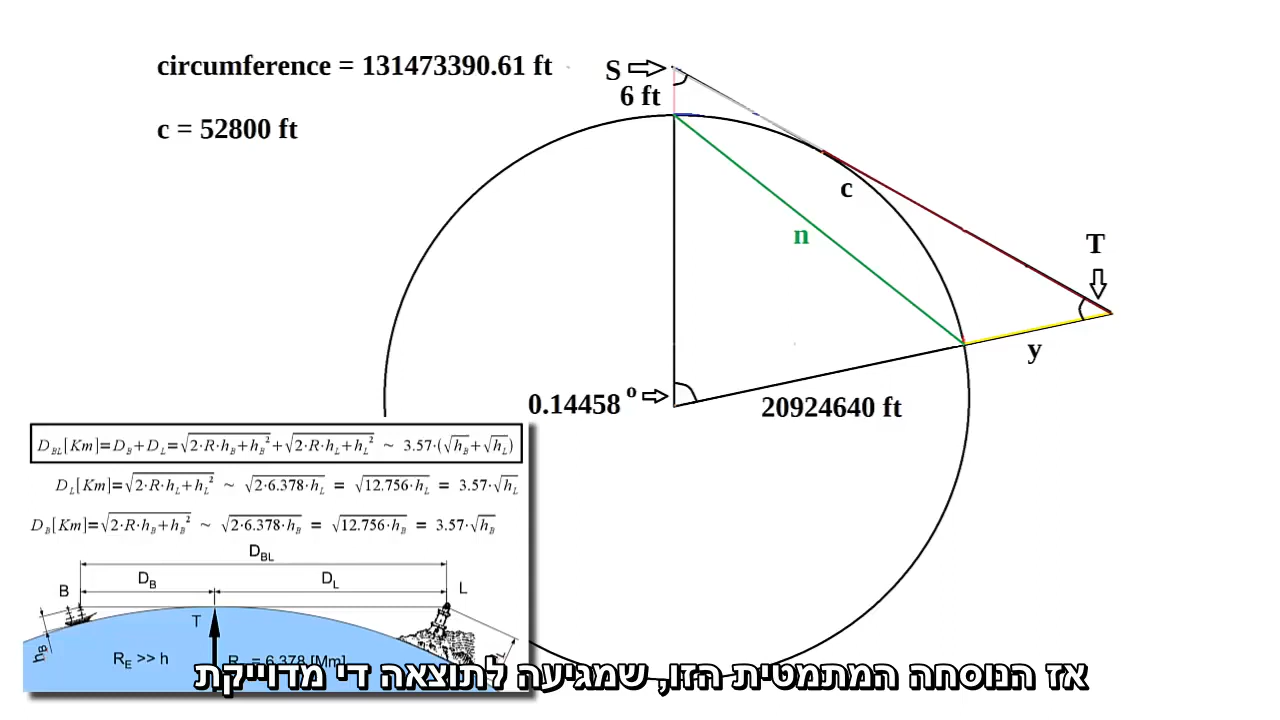 circumference = 131473390.61 ft
c = 52800 ft
S
6 ft
c
n
T
y
0.14458°
20924640 ft
D_BL[Km]=D_B+D_L=√(2·R·h_B+h_B²)+√(2·R·h_L+h_L²) ~ 3.57·(√h_B+√h_L)
D_L[Km]=√(2·R·h_L+h_L²) ~ √(2·6.378·h_L) = √(12.756·h_L) = 3.57·√h_L
D_B[Km]=√(2·R·h_B+h_B²) ~ √(2·6.378·h_B) = √(12.756·h_B) = 3.57·√h_B
D_BL
D_B
D_L
B
L
T
h_B
R_E >> h
= 6.378 [Mm]
אז הנוסחה המתמטית הזו, שמגיעה לתוצאה די מדוייקת